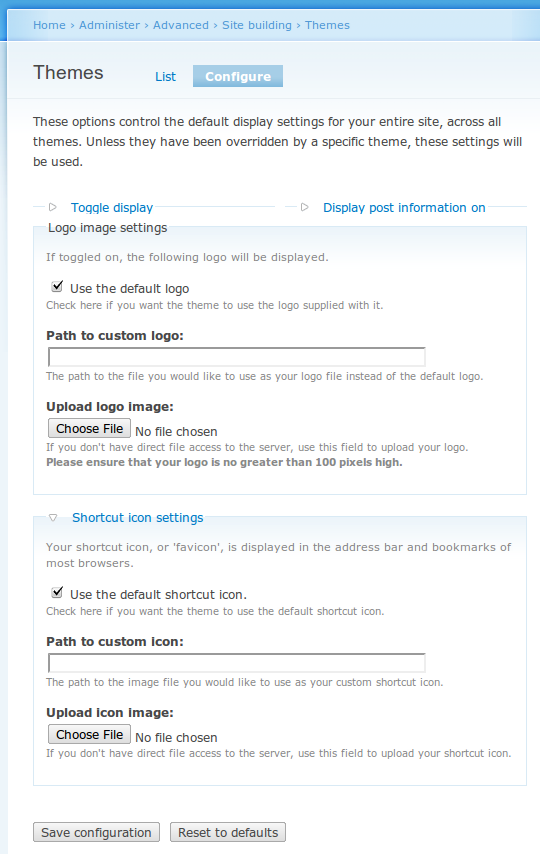 Home › Administer › Advanced › Site building › Themes
Themes List Configure
These options control the default display settings for your entire site, across all
themes. Unless they have been overridden by a specific theme, these settings will
be used.
Toggle display Display post information on
Logo image settings
If toggled on, the following logo will be displayed.
Use the default logo
Check here if you want the theme to use the logo supplied with it.
Path to custom logo:
The path to the file you would like to use as your logo file instead of the default logo.
Upload logo image:
Choose File No file chosen
If you don't have direct file access to the server, use this field to upload your logo.
Please ensure that your logo is no greater than 100 pixels high.
Shortcut icon settings
Your shortcut icon, or 'favicon', is displayed in the address bar and bookmarks of
most browsers.
Use the default shortcut icon.
Check here if you want the theme to use the default shortcut icon.
Path to custom icon:
The path to the image file you would like to use as your custom shortcut icon.
Upload icon image:
Choose File No file chosen
If you don't have direct file access to the server, use this field to upload your shortcut icon.
Save configuration Reset to defaults